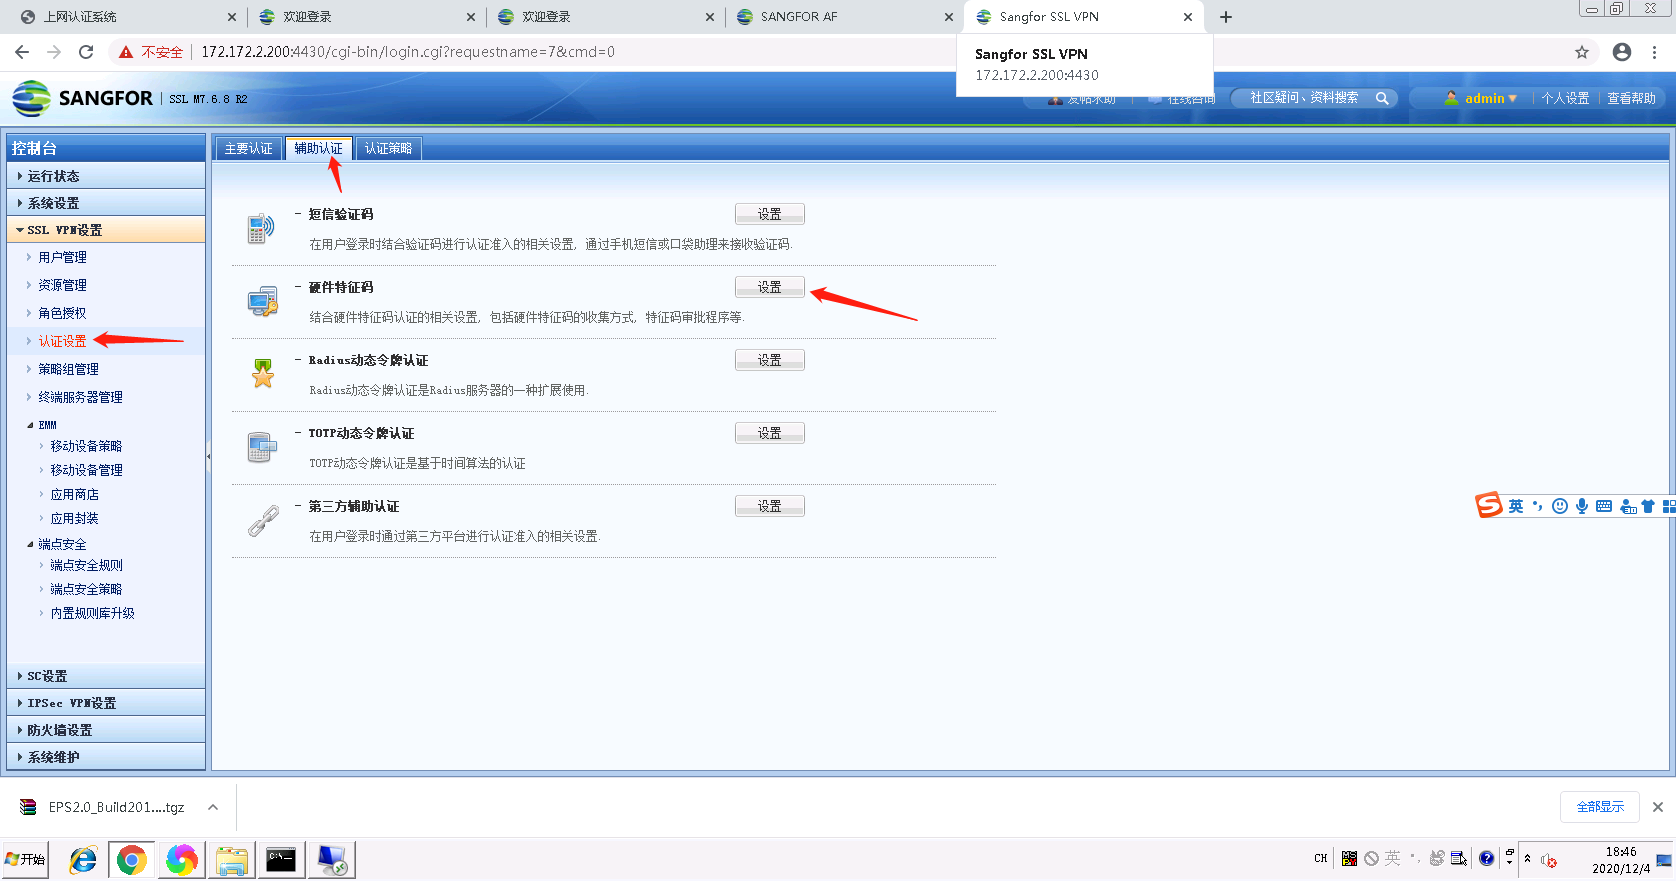 上网认证系统
欢迎登录
欢迎登录
SANGFOR AF
Sangfor SSL VPN
不安全
172.172.2.200:4430/cgi-bin/login.cgi?requestname=7&cmd=0
Sangfor SSL VPN
172.172.2.200:4430
SANGFOR
SSL M7.6.8 R2
发帖求助
在线咨询
社区疑问、资料搜索
admin
个人设置
查看帮助
控制台
运行状态
系统设置
SSL VPN设置
用户管理
资源管理
角色授权
认证设置
策略组管理
终端服务器管理
EMM
移动设备策略
移动设备管理
应用商店
应用封装
端点安全
端点安全规则
端点安全策略
内置规则库升级
SC设置
IPSec VPN设置
防火墙设置
系统维护
主要认证
辅助认证
认证策略
- 短信验证码
设置
在用户登录时结合验证码进行认证准入的相关设置，通过手机短信或口袋助理来接收验证码.
- 硬件特征码
设置
结合硬件特征码认证的相关设置，包括硬件特征码的收集方式，特征码审批程序等.
- Radius动态令牌认证
设置
Radius动态令牌认证是Radius服务器的一种扩展使用.
- TOTP动态令牌认证
设置
TOTP动态令牌认证是基于时间算法的认证
- 第三方辅助认证
设置
在用户登录时通过第三方平台进行认证准入的相关设置.
英
EPS2.0_Build201....tgz
全部显示
开始
C:\
CH
英
18:46
2020/12/4